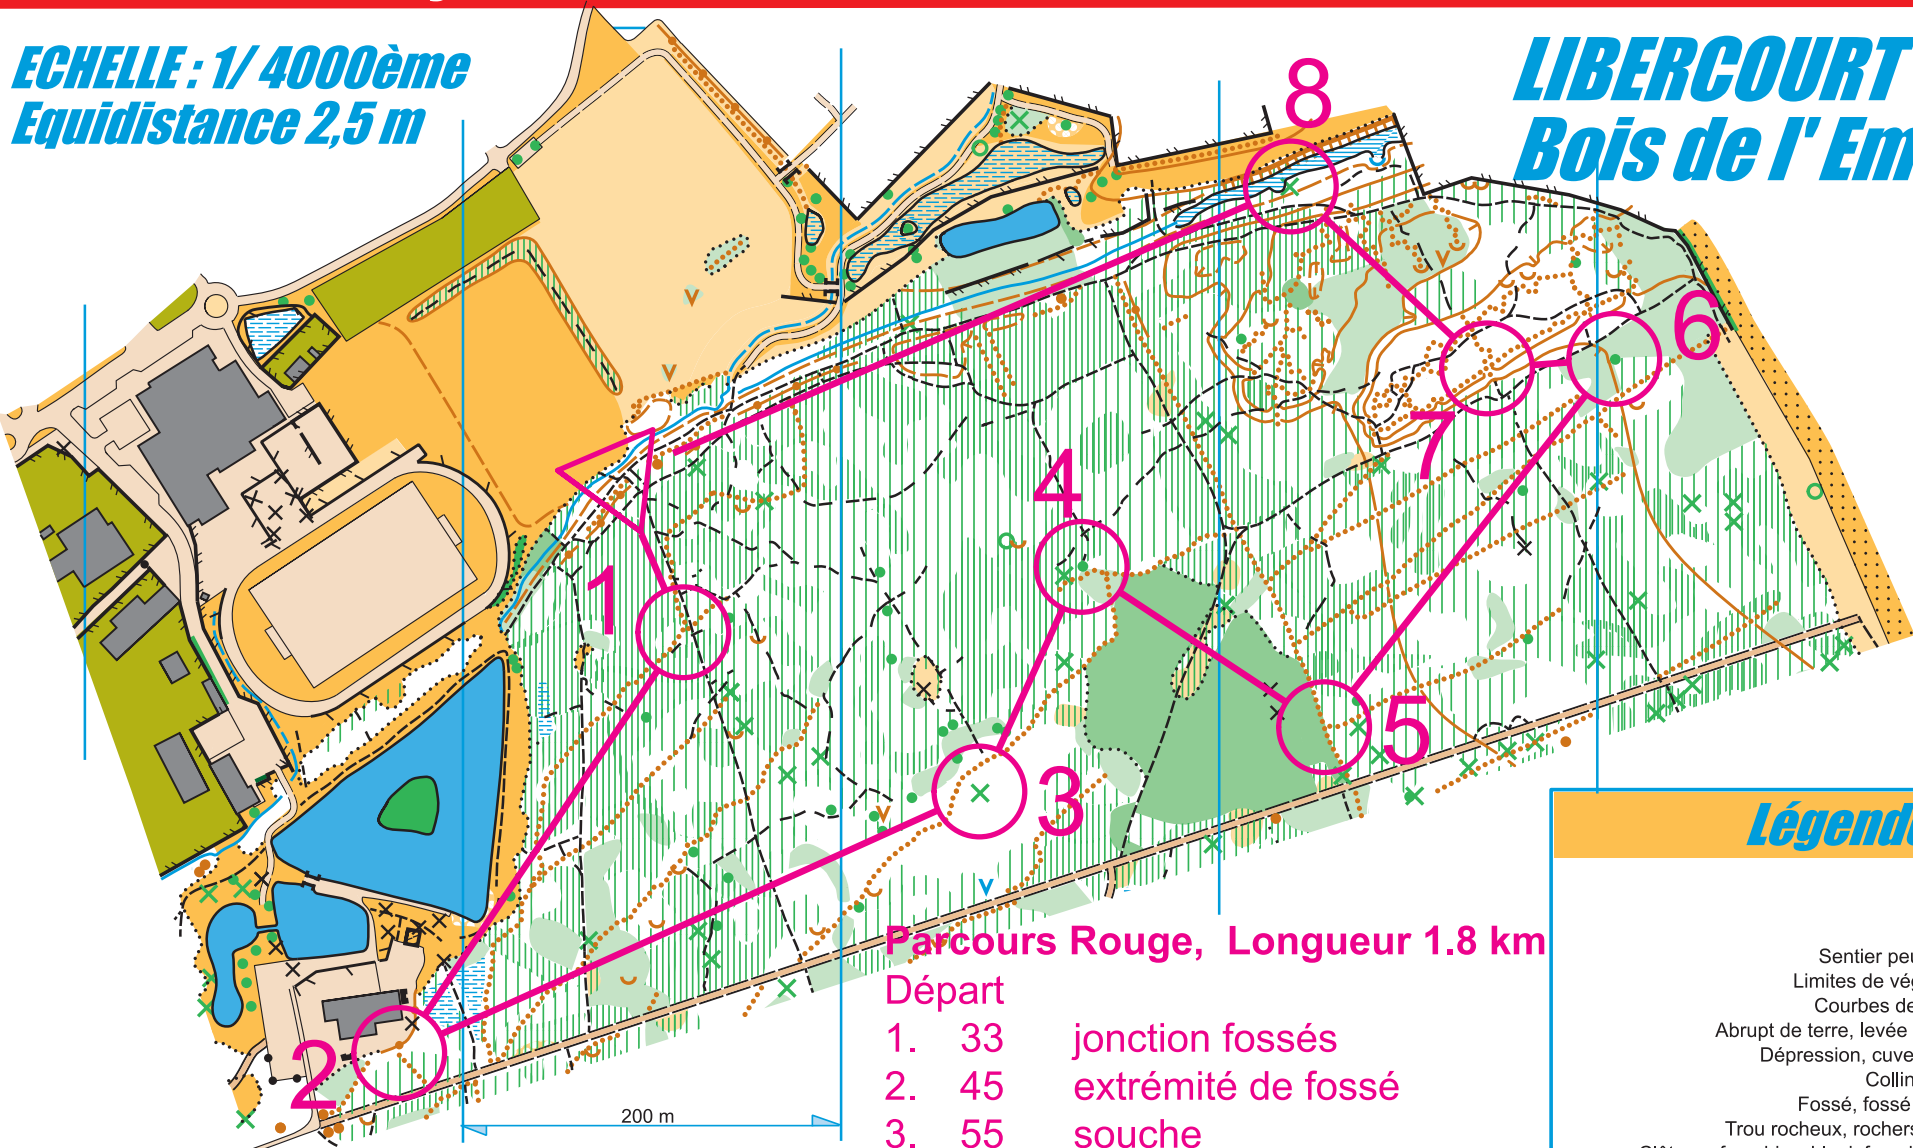 ECHELLE : 1/ 4000ème
Equidistance 2,5 m
LIBERCOURT
Bois de l' Em
8
6
7
4
1
5
3
2
200 m
Parcours Rouge, Longueur 1.8 km
Départ
1. 33 jonction fossés
2. 45 extrémité de fossé
3. 55 souche
Légende
Sentier peu
Limites de vég
Courbes de
Abrupt de terre, levée
Dépression, cuve
Collin
Fossé, fossé
Trou rocheux, rochers